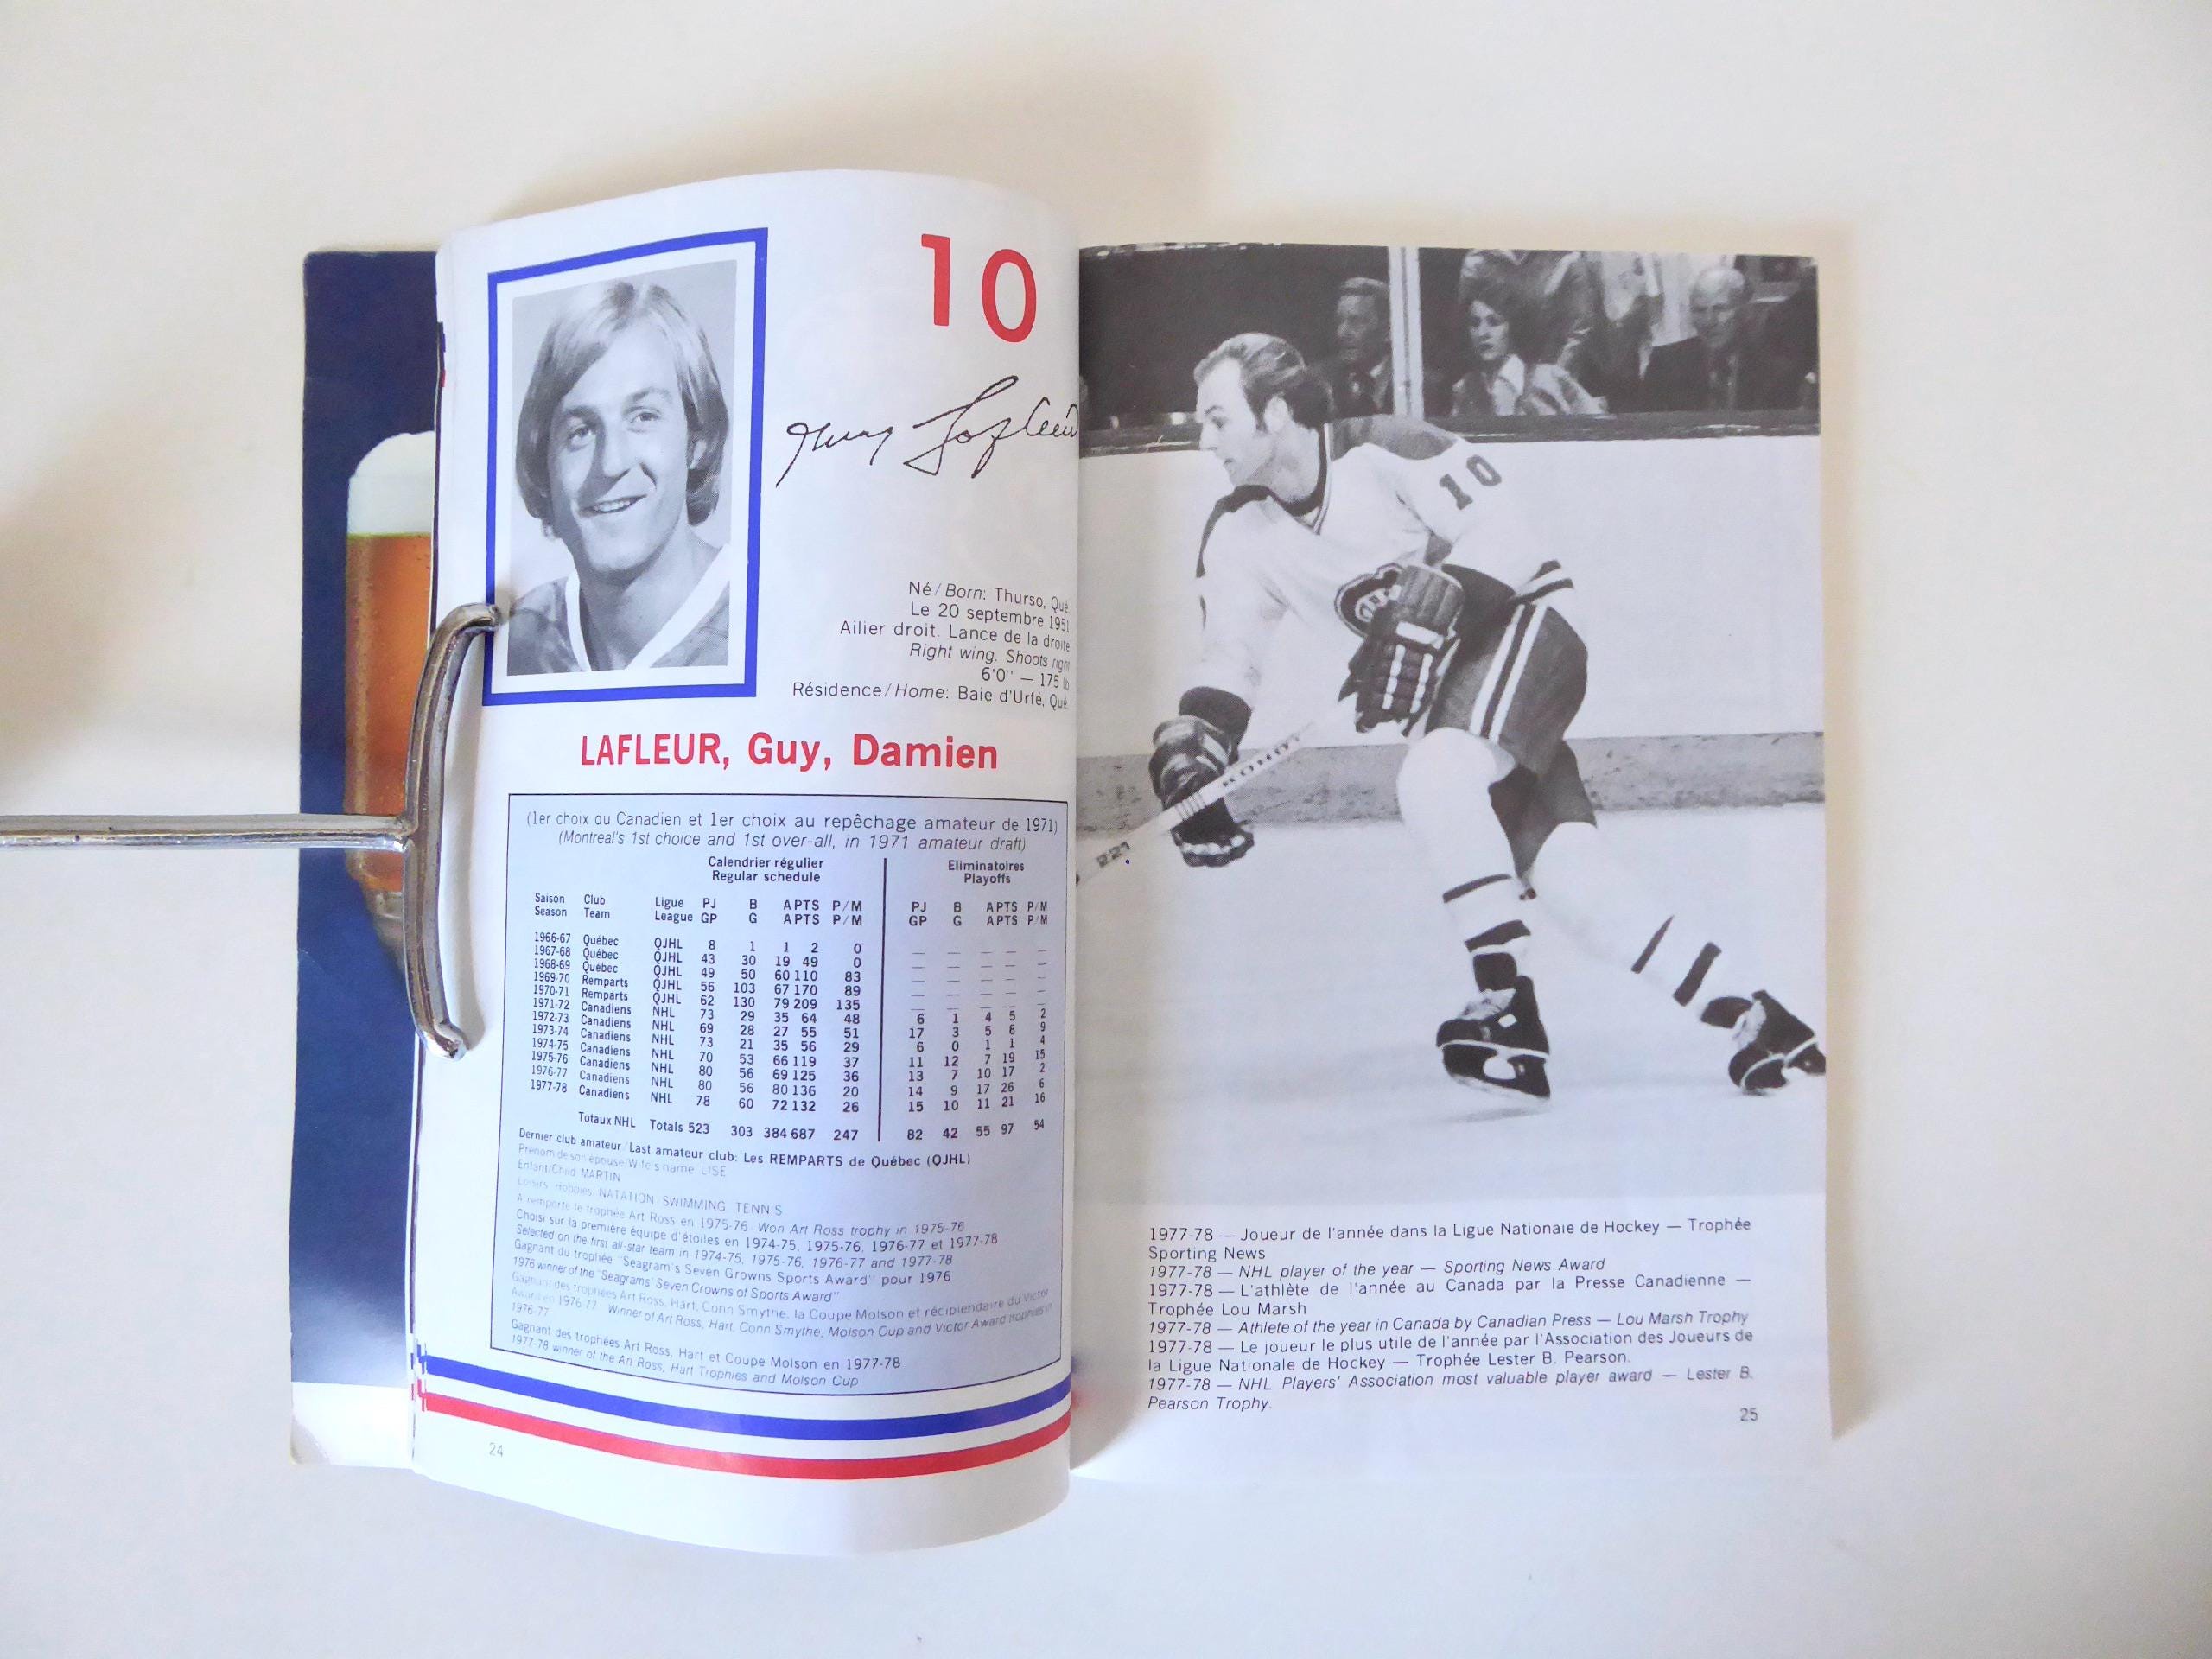 10
Guy Lafleur
Né/Born: Thurso, Qué.
Le 20 septembre 1951
Ailier droit. Lance de la droite
Right wing. Shoots right
6'0" — 175 lb
Résidence/Home: Baie d'Urfé, Qué.
LAFLEUR, Guy, Damien
(1er choix du Canadien et 1er choix au repêchage amateur de 1971)
(Montreal's 1st choice and 1st over-all, in 1971 amateur draft)
Calendrier régulier Eliminatoires
Regular schedule Playoffs
Saison Club Ligue PJ B A PTS P/M PJ B A PTS P/M
Season Team League GP G A PTS P/M GP G A PTS P/M
1966-67 Québec QJHL 8 1 1 2 0 — — — — —
1967-68 Québec QJHL 43 30 19 49 0 — — — — —
1968-69 Québec QJHL 49 50 60 110 83 — — — — —
1969-70 Remparts QJHL 56 103 67 170 89 — — — — —
1970-71 Remparts QJHL 62 130 79 209 135 — — — — —
1971-72 Canadiens NHL 73 29 35 64 48 6 1 4 5 2
1972-73 Canadiens NHL 69 28 27 55 51 17 3 5 8 9
1973-74 Canadiens NHL 73 21 35 56 29 6 0 1 1 4
1974-75 Canadiens NHL 70 53 66 119 37 11 12 7 19 15
1975-76 Canadiens NHL 80 56 69 125 36 13 7 10 17 2
1976-77 Canadiens NHL 80 56 80 136 20 14 9 17 26 6
1977-78 Canadiens NHL 78 60 72 132 26 15 10 11 21 16
Totaux NHL Totals 523 303 384 687 247 82 42 55 97 54
Dernier club amateur/Last amateur club: Les REMPARTS de Québec (QJHL)
Prénom de son épouse/Wife's name: LISE
Enfant/Child: MARTIN
Loisirs: Hobbies: NATATION SWIMMING TENNIS
A remporté le trophée Art Ross en 1975-76 Won Art Ross trophy in 1975-76
Choisi sur la première équipe d'étoiles en 1974-75, 1975-76, 1976-77 et 1977-78
Selected on the first all-star team in 1974-75, 1975-76, 1976-77 and 1977-78
Gagnant du trophée "Seagram's Seven Growns Sports Award" pour 1976
1976 winner of the "Seagrams' Seven Crowns of Sports Award"
Gagnant des trophées Art Ross, Hart, Conn Smythe, la Coupe Molson et récipiendaire du Victor
Award en 1976-77 Winner of Art Ross, Hart, Conn Smythe, Molson Cup and Victor Award trophies in
1976-77
Gagnant des trophées Art Ross, Hart et Coupe Molson en 1977-78
1977-78 winner of the Art Ross, Hart Trophies and Molson Cup
24
10
KOHO
221
1977-78 — Joueur de l'année dans la Ligue Nationale de Hockey — Trophée
Sporting News
1977-78 — NHL player of the year — Sporting News Award
1977-78 — L'athlète de l'année au Canada par la Presse Canadienne —
Trophée Lou Marsh
1977-78 — Athlete of the year in Canada by Canadian Press — Lou Marsh Trophy
1977-78 — Le joueur le plus utile de l'année par l'Association des Joueurs de
la Ligue Nationale de Hockey — Trophée Lester B. Pearson.
1977-78 — NHL Players' Association most valuable player award — Lester B.
Pearson Trophy.
25